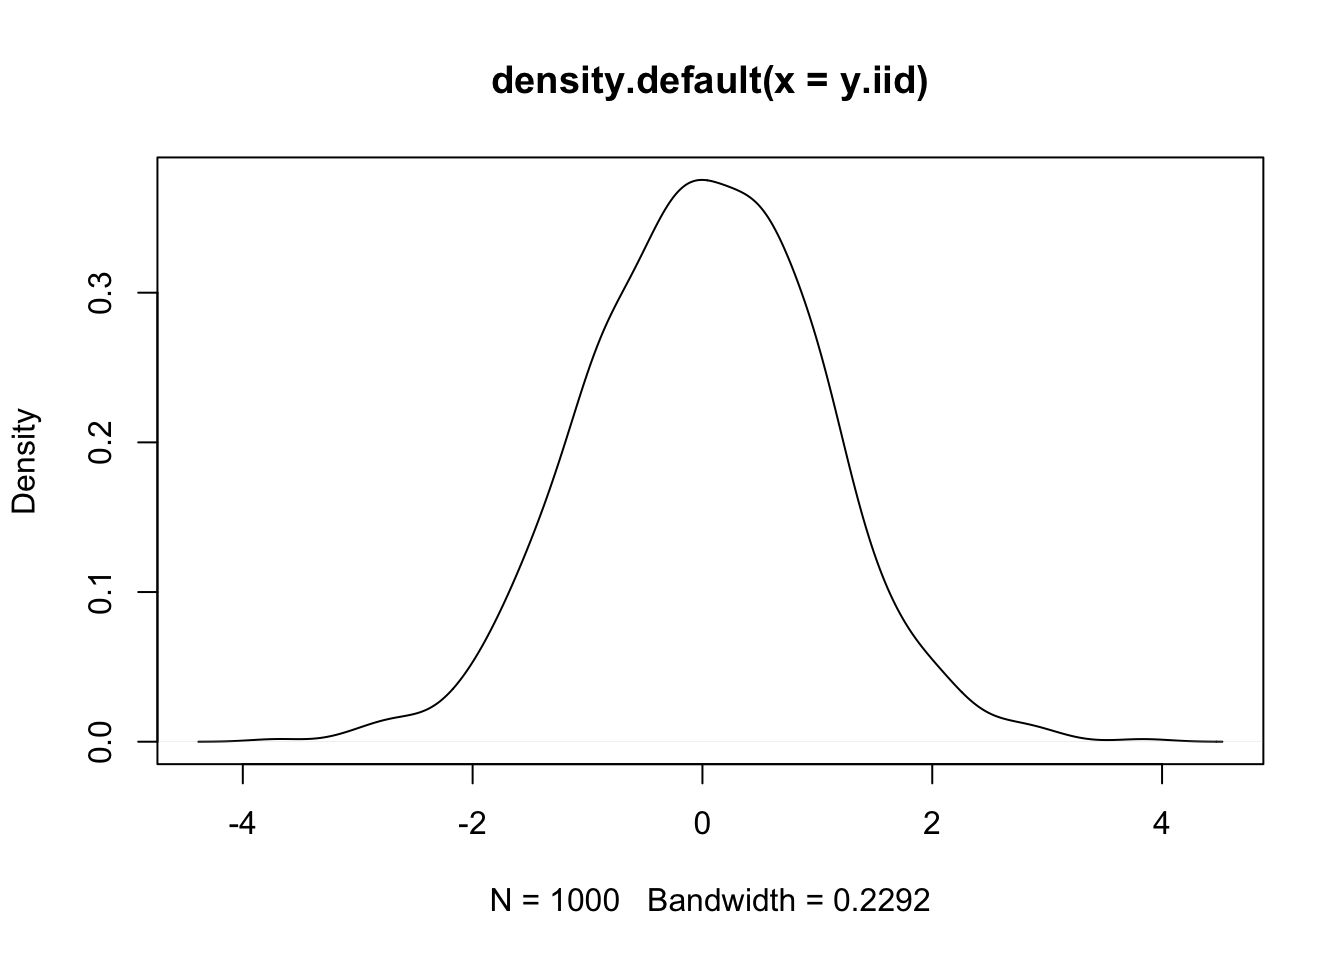 density.default(x = y.iid)
Density
0.0 0.1 0.2 0.3
-4 -2 0 2 4
N = 1000 Bandwidth = 0.2292